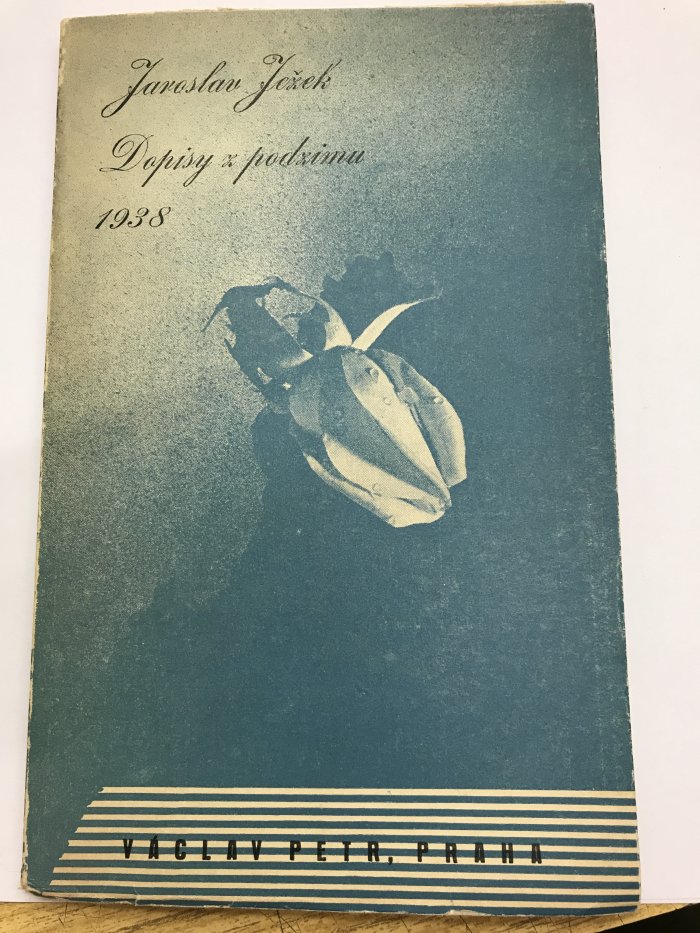 Jaroslav Ježek
Dopisy z podzimu
1938
VÁCLAV PETR, PRAHA